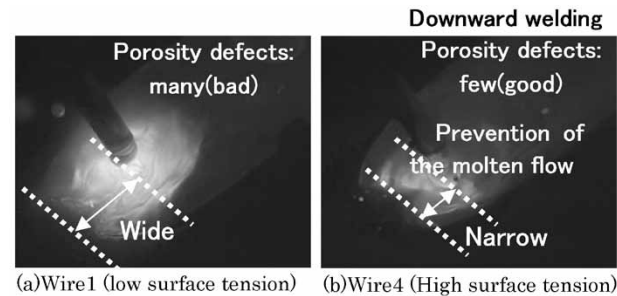 Downward welding
Porosity defects:
many(bad)
Wide
Porosity defects:
few(good)
Prevention of
the molten flow
Narrow
(a)Wire1 (low surface tension)
(b)Wire4 (High surface tension)